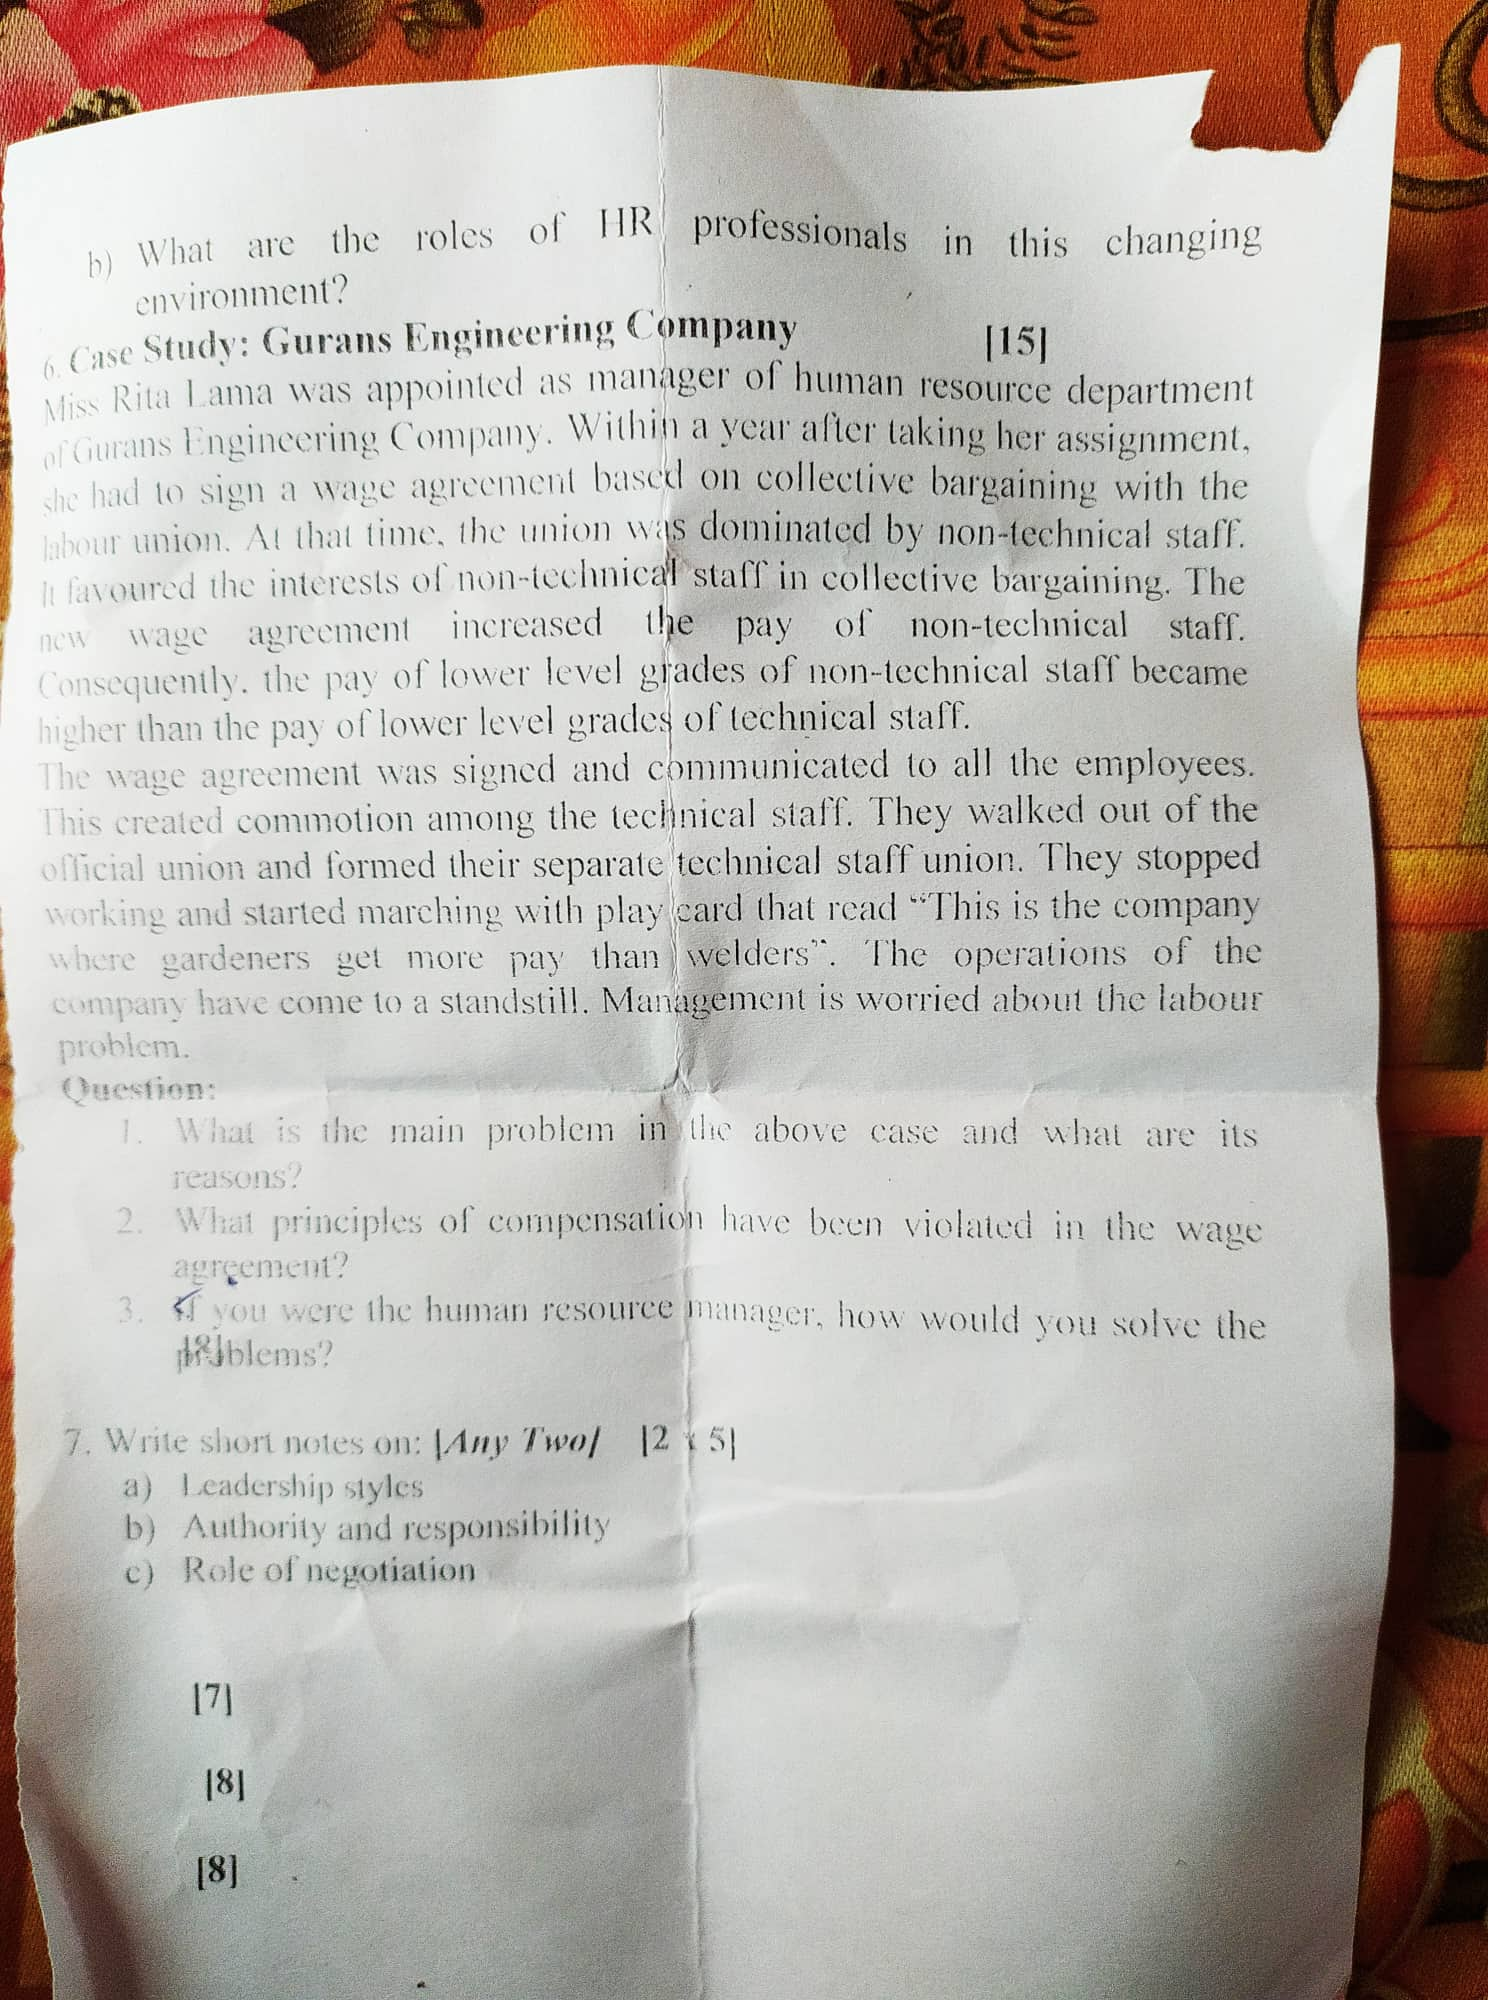 b) What are the roles of HR professionals in this changing
environment?
6. Case Study: Gurans Engineering Company [15]
Miss Rita Lama was appointed as manager of human resource department
of Gurans Engineering Company. Within a year after taking her assignment,
she had to sign a wage agreement based on collective bargaining with the
labour union. At that time, the union was dominated by non-technical staff.
It favoured the interests of non-technical staff in collective bargaining. The
new wage agreement increased the pay of non-technical staff.
Consequently, the pay of lower level grades of non-technical staff became
higher than the pay of lower level grades of technical staff.
The wage agreement was signed and communicated to all the employees.
This created commotion among the technical staff. They walked out of the
official union and formed their separate technical staff union. They stopped
working and started marching with play card that read “This is the company
where gardeners get more pay than welders”. The operations of the
company have come to a standstill. Management is worried about the labour
problem.
Question:
1. What is the main problem in the above case and what are its
reasons?
2. What principles of compensation have been violated in the wage
agreement?
3. If you were the human resource manager, how would you solve the
problems?
7. Write short notes on: [Any Two] [2 x 5]
a) Leadership styles
b) Authority and responsibility
c) Role of negotiation
[7]
[8]
[8]